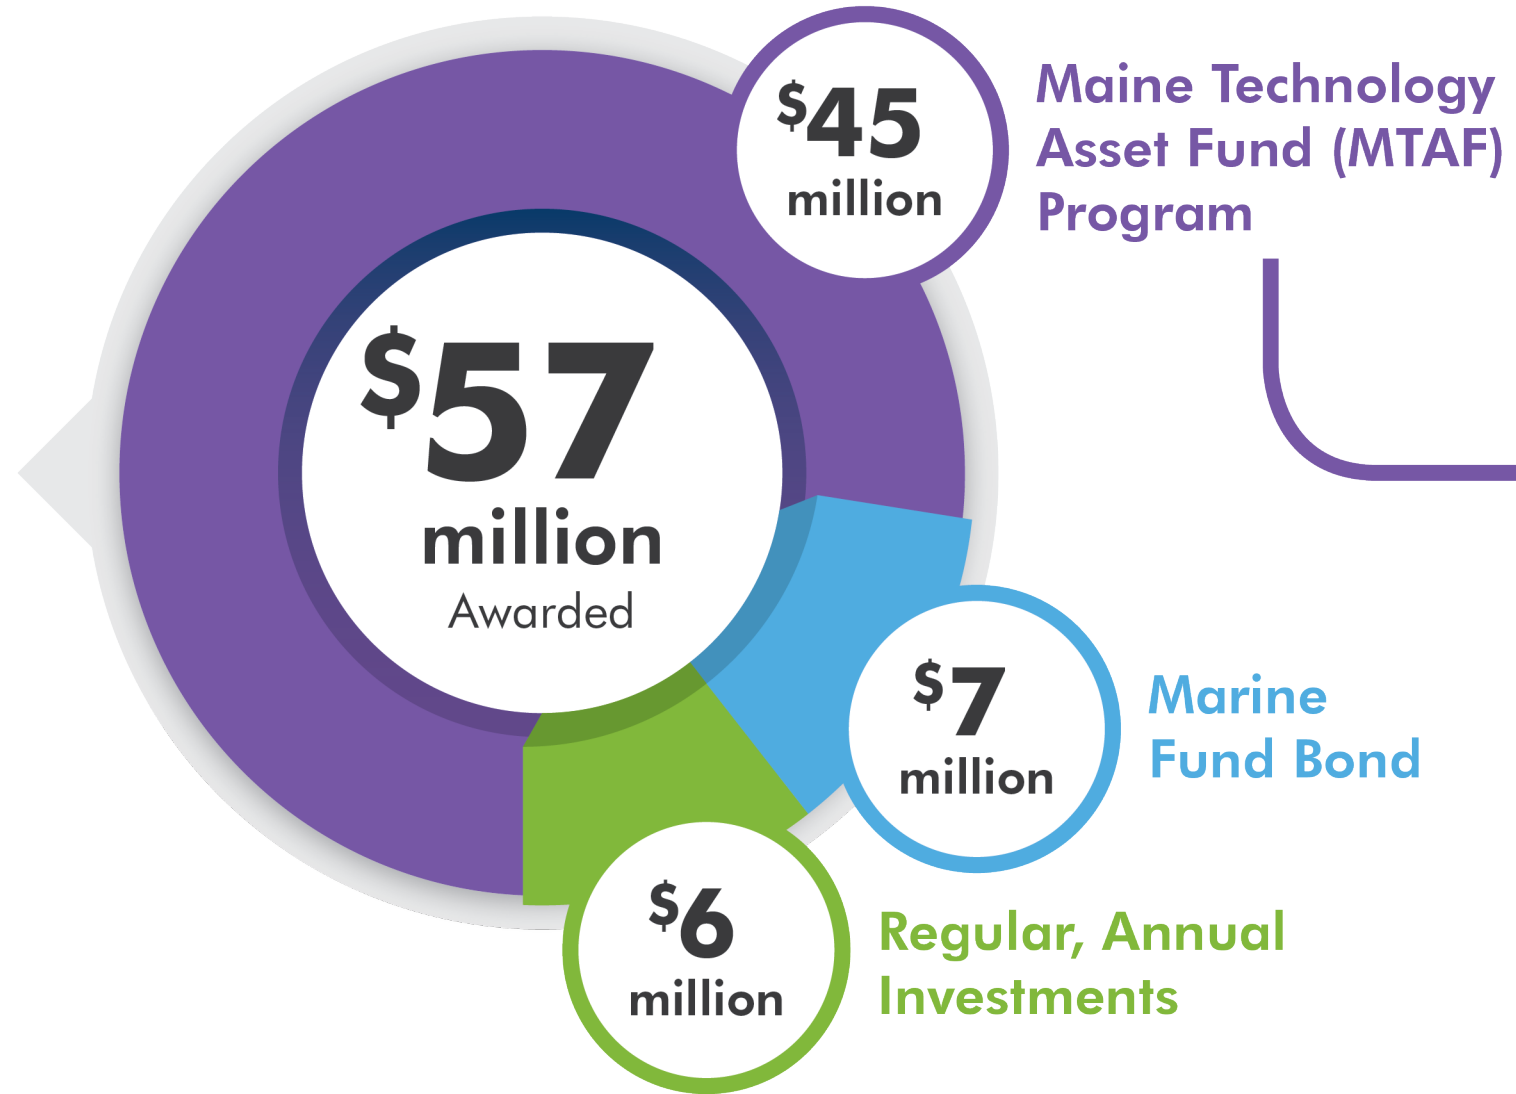 $45
million
Maine Technology
Asset Fund (MTAF)
Program
$57
million
Awarded
$7
million
Marine
Fund Bond
$6
million
Regular, Annual
Investments